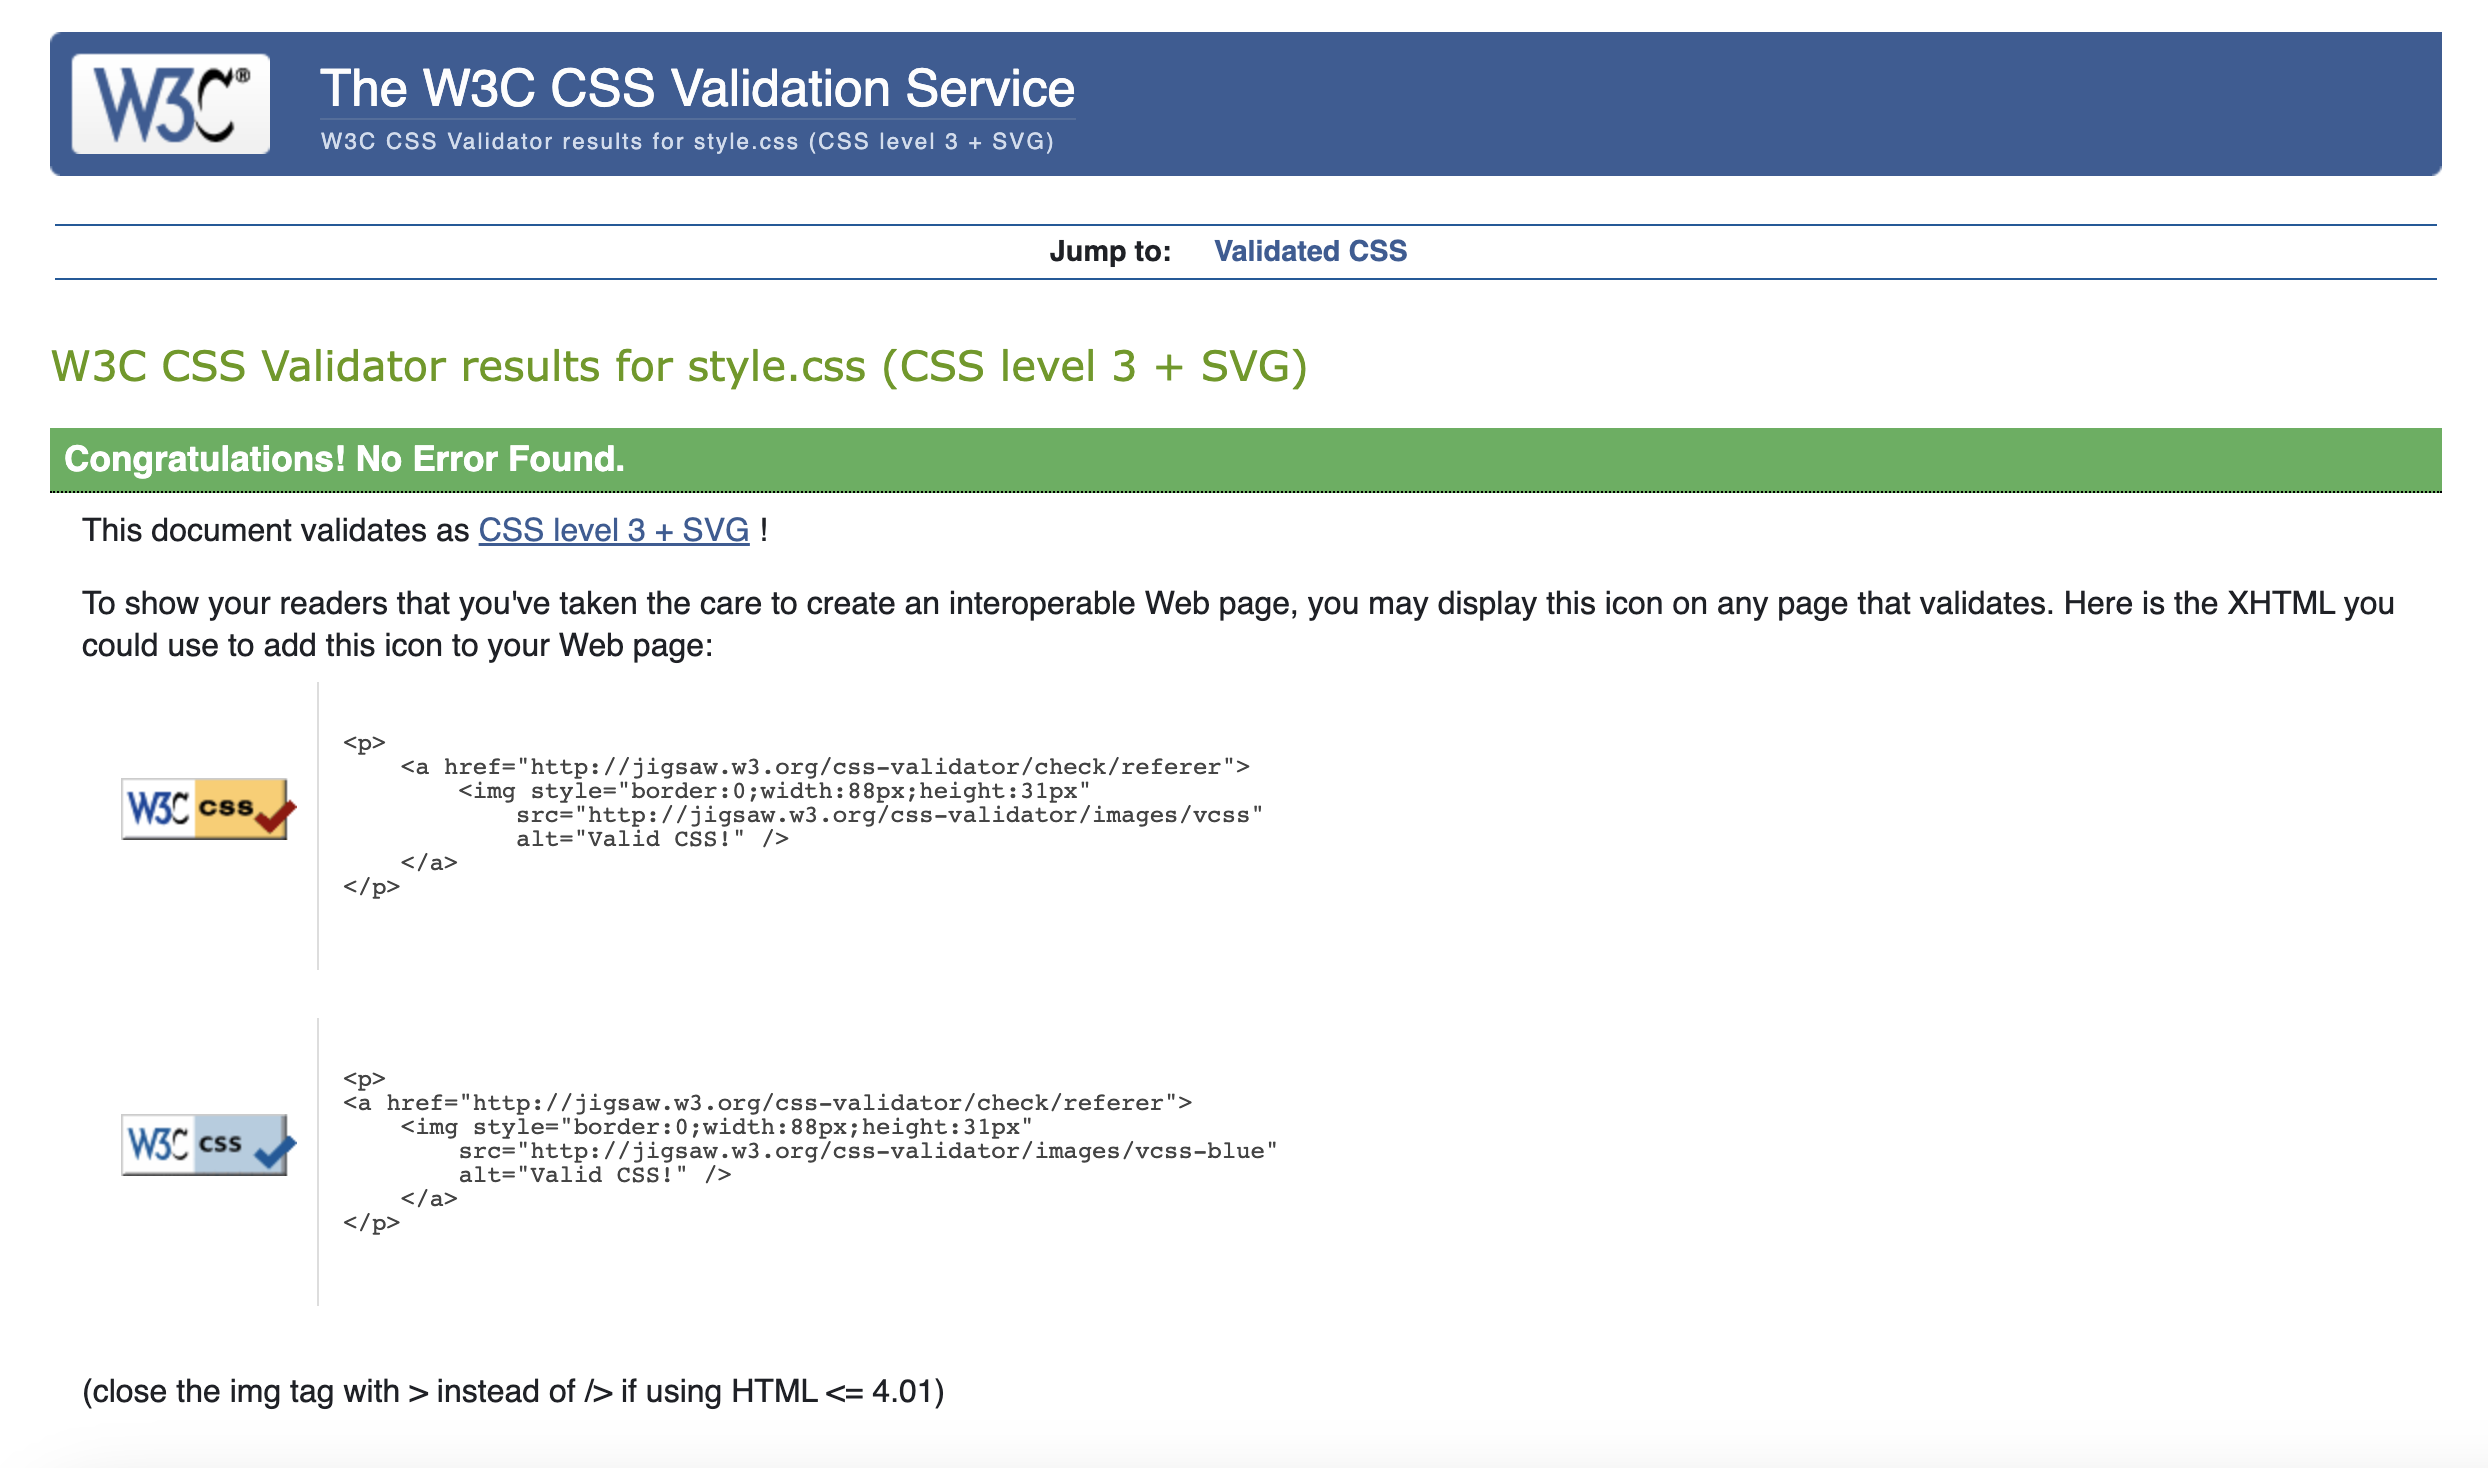 W3C®
The W3C CSS Validation Service
W3C CSS Validator results for style.css (CSS level 3 + SVG)
Jump to: Validated CSS
W3C CSS Validator results for style.css (CSS level 3 + SVG)
Congratulations! No Error Found.
This document validates as CSS level 3 + SVG !
To show your readers that you've taken the care to create an interoperable Web page, you may display this icon on any page that validates. Here is the XHTML you
could use to add this icon to your Web page:
W3C css
<p>
    <a href="http://jigsaw.w3.org/css-validator/check/referer">
        <img style="border:0;width:88px;height:31px"
            src="http://jigsaw.w3.org/css-validator/images/vcss"
            alt="Valid CSS!" />
    </a>
</p>
W3C css
<p>
<a href="http://jigsaw.w3.org/css-validator/check/referer">
    <img style="border:0;width:88px;height:31px"
        src="http://jigsaw.w3.org/css-validator/images/vcss-blue"
        alt="Valid CSS!" />
    </a>
</p>
(close the img tag with > instead of /> if using HTML <= 4.01)